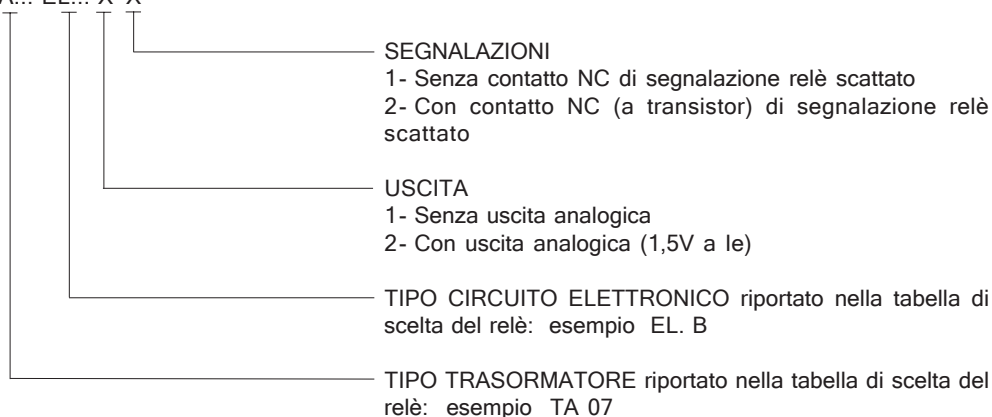 EL... X X
SEGNALAZIONI
1- Senza contatto NC di segnalazione relè scattato
2- Con contatto NC (a transistor) di segnalazione relè
scattato
USCITA
1- Senza uscita analogica
2- Con uscita analogica (1,5V a Ie)
TIPO CIRCUITO ELETTRONICO riportato nella tabella di
scelta del relè: esempio EL. B
TIPO TRASORMATORE riportato nella tabella di scelta del
relè: esempio TA 07